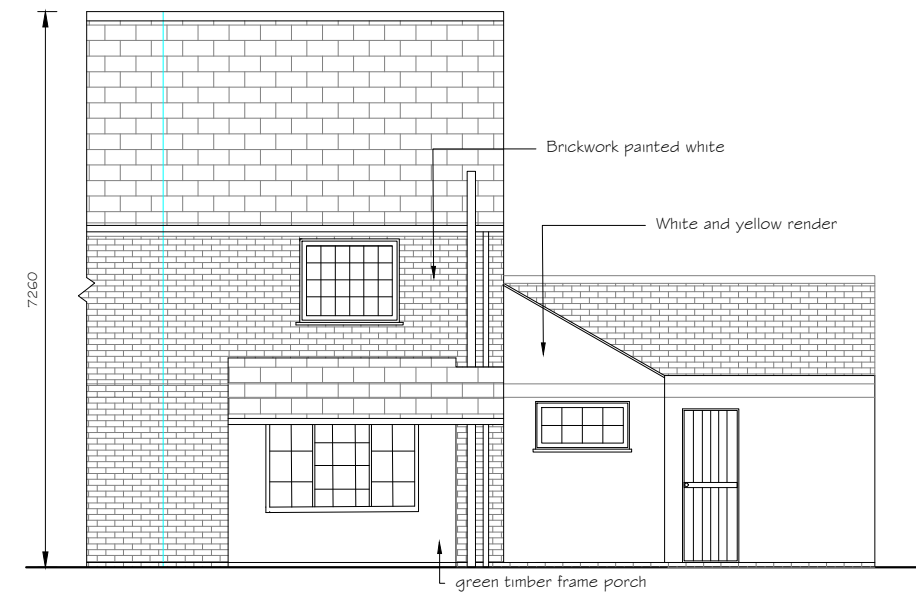 Brickwork painted white
White and yellow render
7260
green timber frame porch